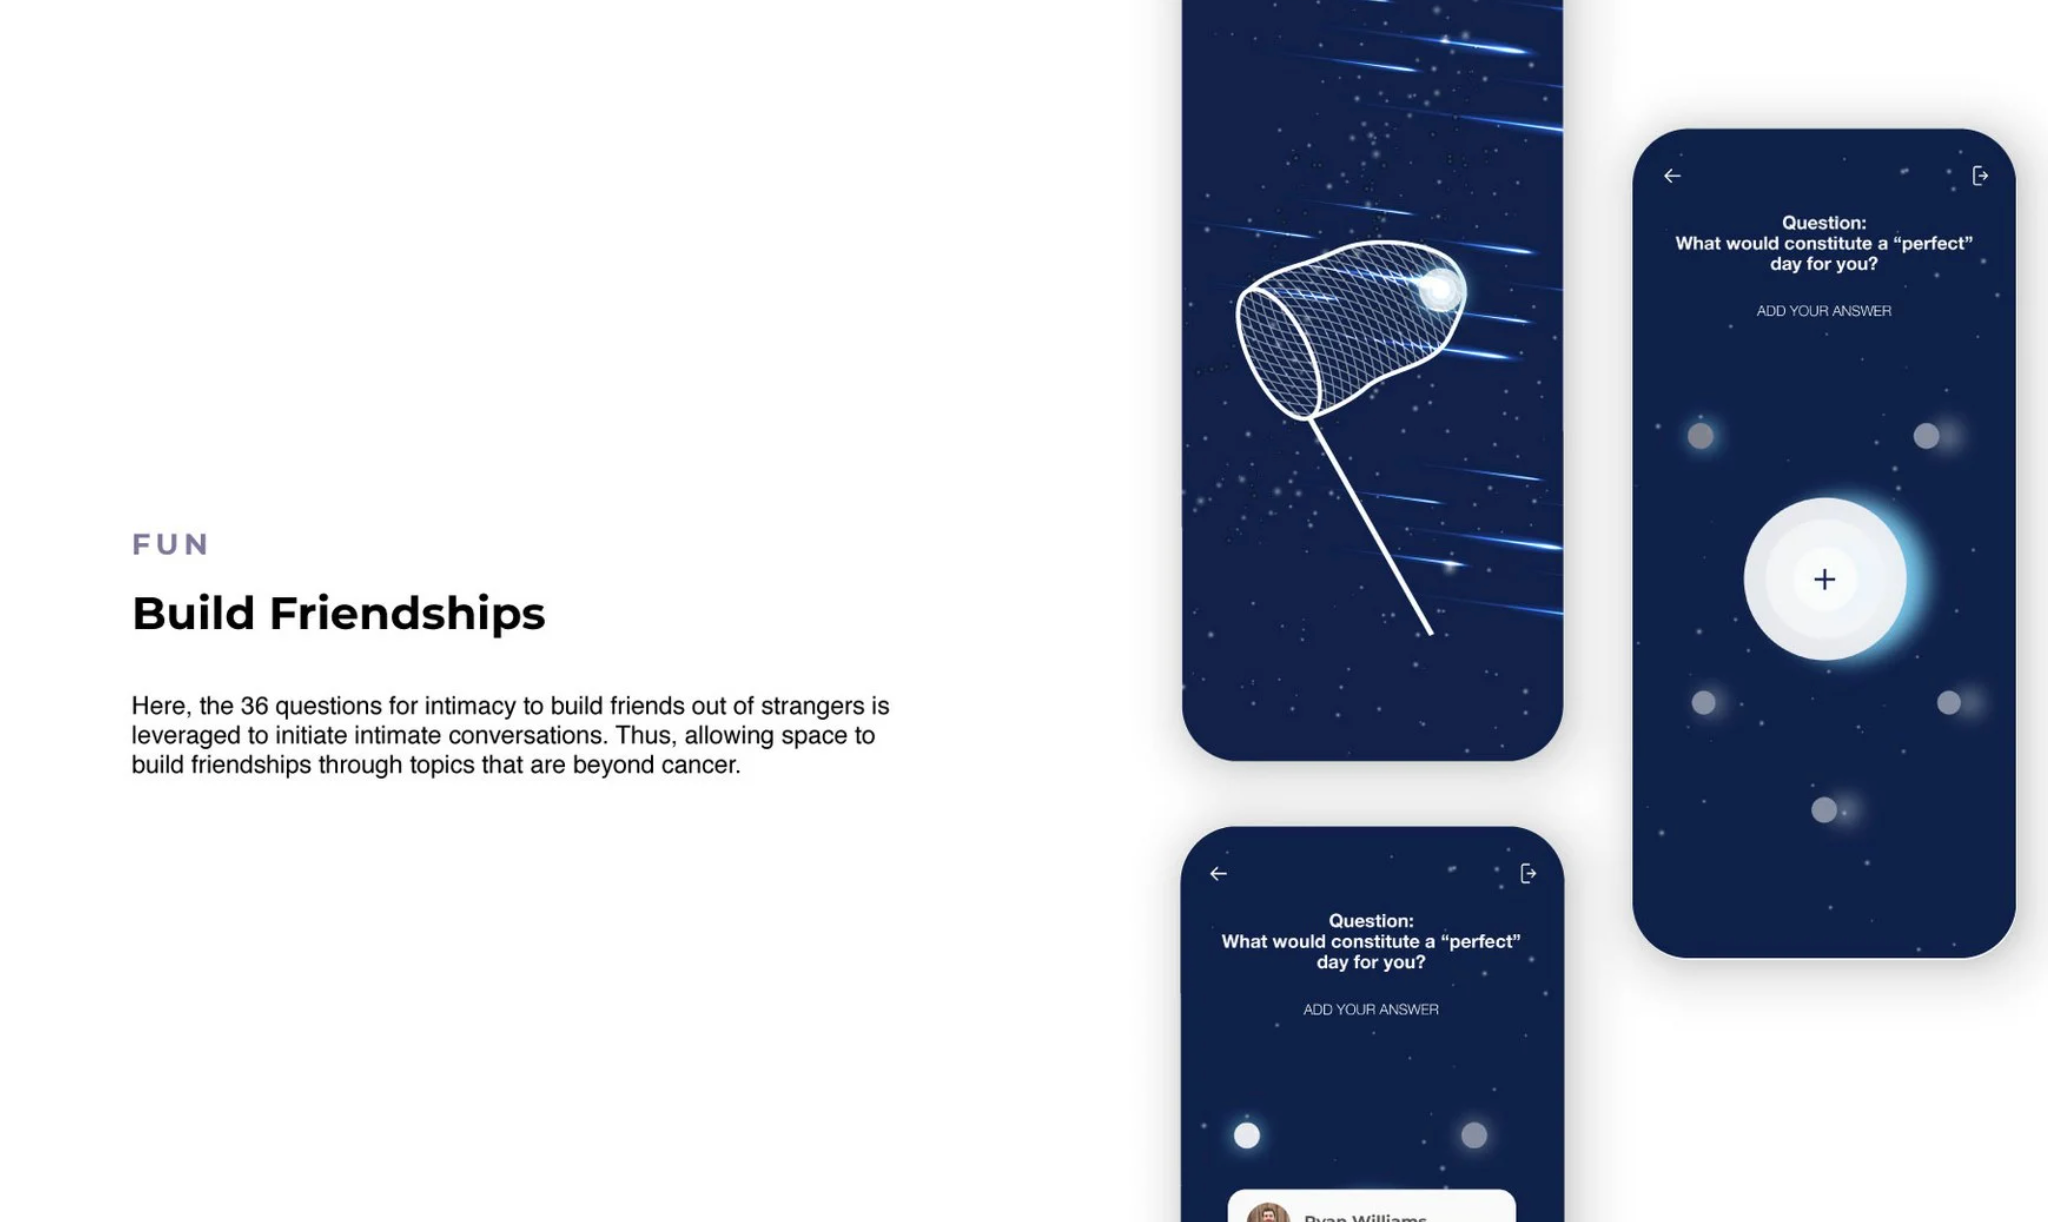 FUN
Build Friendships
Here, the 36 questions for intimacy to build friends out of strangers is
leveraged to initiate intimate conversations. Thus, allowing space to
build friendships through topics that are beyond cancer.
Question:
What would constitute a “perfect”
day for you?
ADD YOUR ANSWER
Question:
What would constitute a “perfect”
day for you?
ADD YOUR ANSWER
Ryan Williams